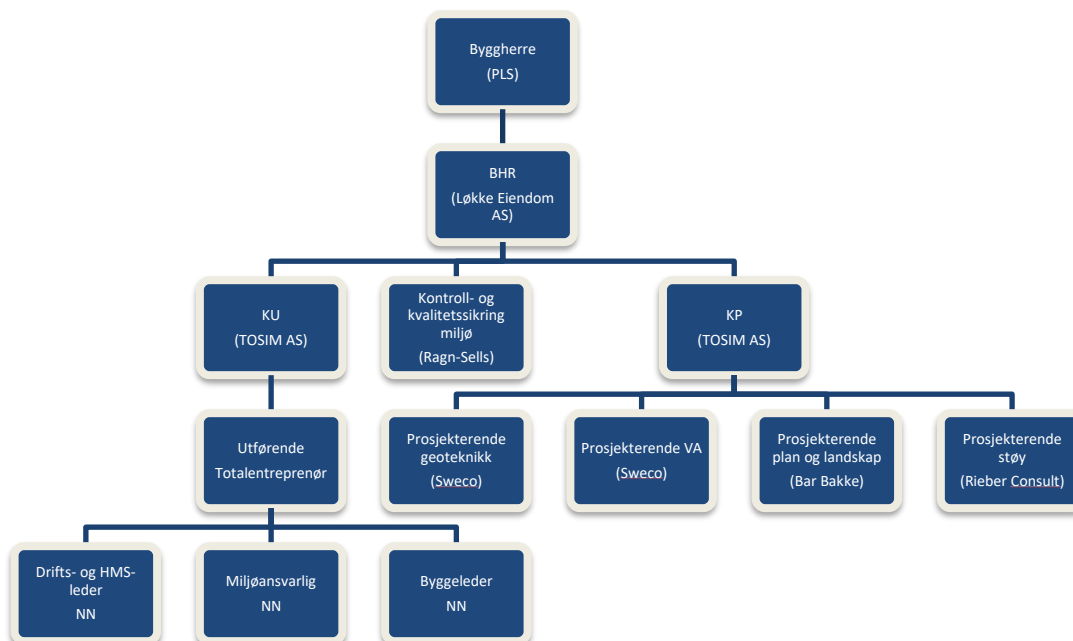 Byggherre
(PLS)
BHR
(Løkke Eiendom
AS)
KU
(TOSIM AS)
Kontroll- og
kvalitetssikring
miljø
(Ragn-Sells)
KP
(TOSIM AS)
Utførende
Totalentreprenør
Prosjekterende
geoteknikk
(Sweco)
Prosjekterende VA
(Sweco)
Prosjekterende
plan og landskap
(Bar Bakke)
Prosjekterende
støy
(Rieber Consult)
Drifts- og HMS-
leder
NN
Miljøansvarlig
NN
Byggeleder
NN